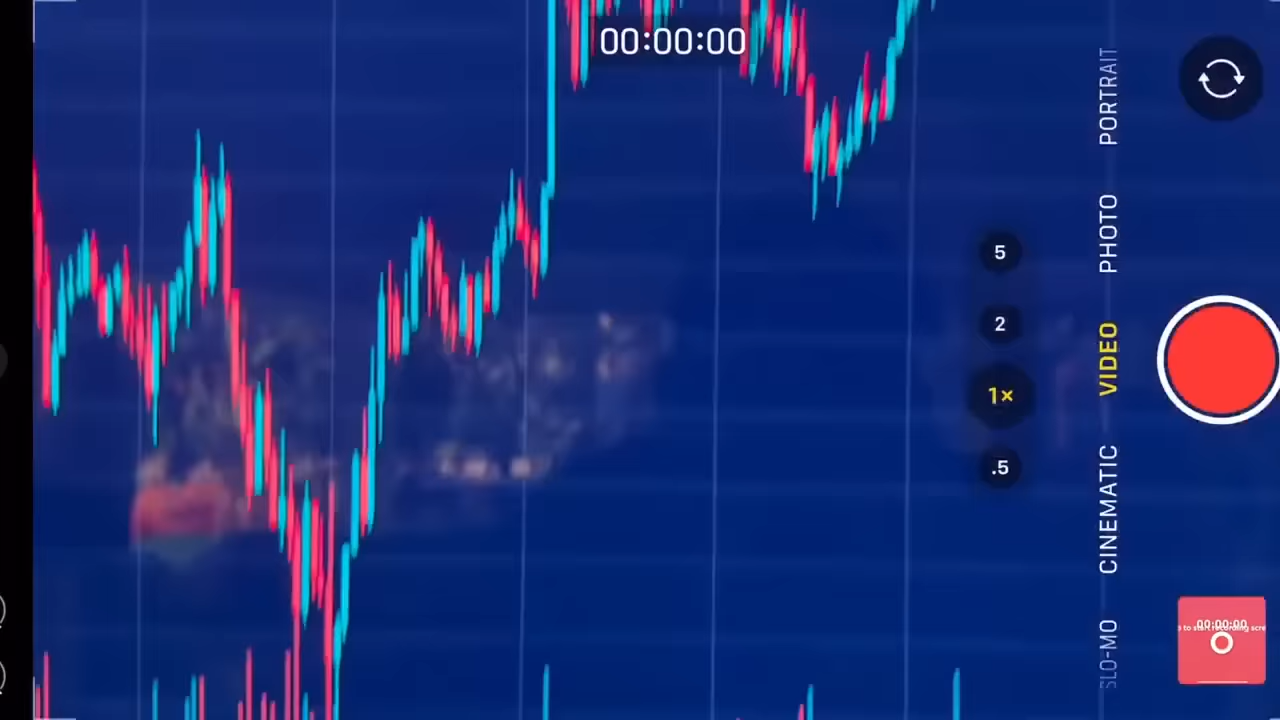 00:00:00
PORTRAIT
PHOTO
VIDEO
CINEMATIC
SLO-MO
5
2
1×
.5
00:00:00